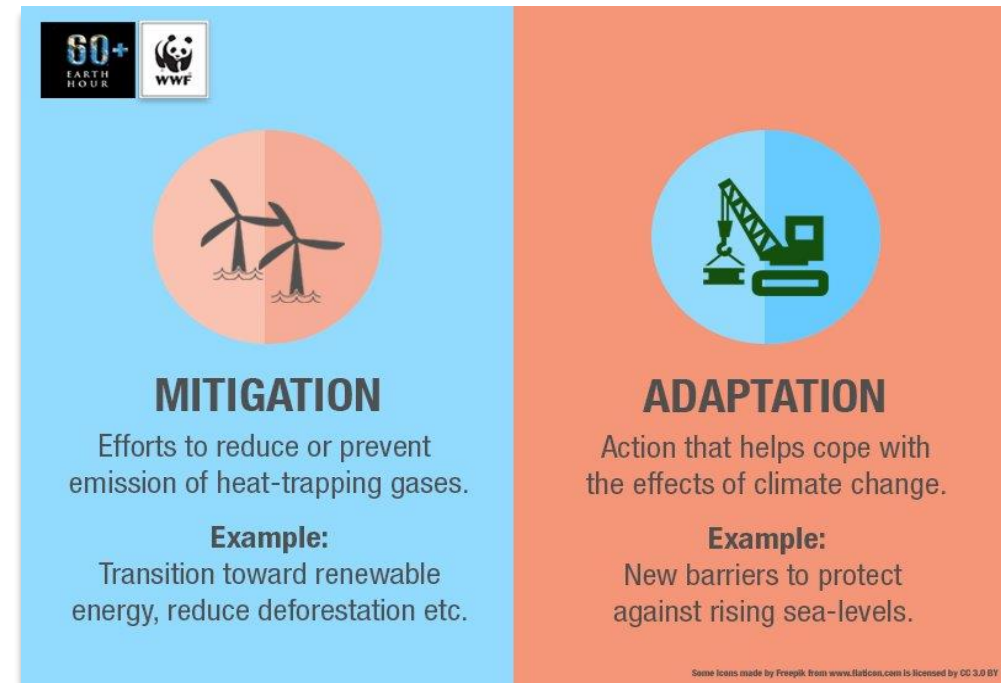 60+
EARTH
HOUR
WWF
MITIGATION
Efforts to reduce or prevent
emission of heat-trapping gases.
Example:
Transition toward renewable
energy, reduce deforestation etc.
ADAPTATION
Action that helps cope with
the effects of climate change.
Example:
New barriers to protect
against rising sea-levels.
Some icons made by Freepik from www.flaticon.com is licensed by CC 3.0 BY